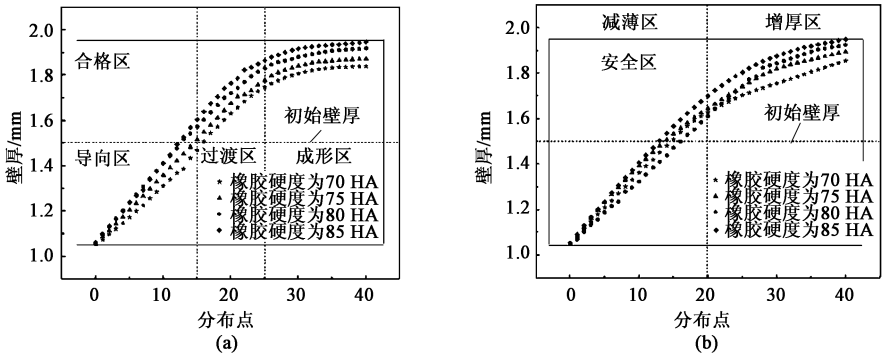 2.0
1.8
1.6
1.4
1.2
1.0
壁厚/mm
合格区
初始壁厚
导向区
过渡区
成形区
橡胶硬度为70 HA
橡胶硬度为75 HA
橡胶硬度为80 HA
橡胶硬度为85 HA
0
10
20
30
40
分布点
(a)
减薄区
增厚区
2.0
1.8
1.6
1.4
1.2
1.0
壁厚/mm
安全区
初始壁厚
橡胶硬度为70 HA
橡胶硬度为75 HA
橡胶硬度为80 HA
橡胶硬度为85 HA
0
10
20
30
40
分布点
(b)